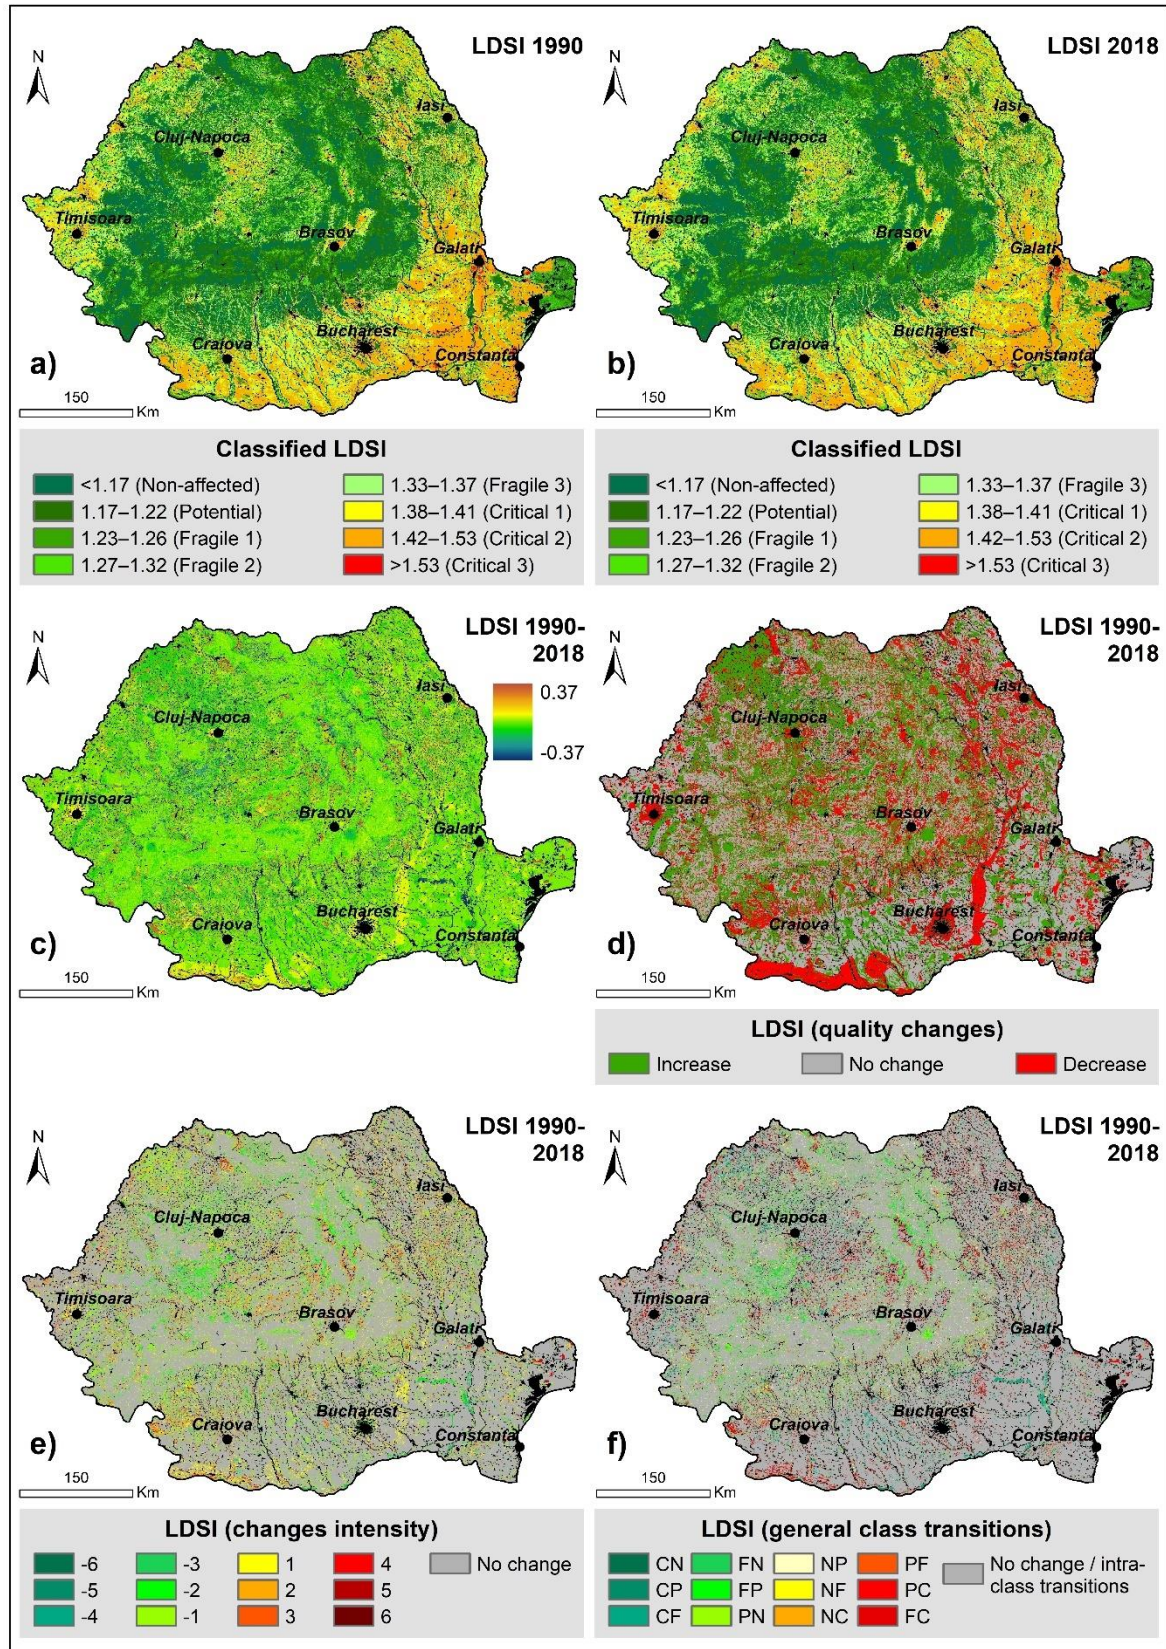 LDSI 1990
N
Iasi
Cluj-Napoca
Timisoara
Brasov
Galati
Bucharest
Craiova
Constanta
a)
150
Km
LDSI 2018
N
Iasi
Cluj-Napoca
Timisoara
Brasov
Galati
Bucharest
Craiova
Constanta
b)
150
Km
Classified LDSI
<1.17 (Non-affected)
1.17–1.22 (Potential)
1.23–1.26 (Fragile 1)
1.27–1.32 (Fragile 2)
1.33–1.37 (Fragile 3)
1.38–1.41 (Critical 1)
1.42–1.53 (Critical 2)
>1.53 (Critical 3)
Classified LDSI
<1.17 (Non-affected)
1.17–1.22 (Potential)
1.23–1.26 (Fragile 1)
1.27–1.32 (Fragile 2)
1.33–1.37 (Fragile 3)
1.38–1.41 (Critical 1)
1.42–1.53 (Critical 2)
>1.53 (Critical 3)
LDSI 1990-
2018
N
0.37
-0.37
Iasi
Cluj-Napoca
Timisoara
Brasov
Galati
Bucharest
Craiova
Constanta
c)
150
Km
LDSI 1990-
2018
N
Iasi
Cluj-Napoca
Timisoara
Brasov
Galati
Bucharest
Craiova
Constanta
d)
150
Km
LDSI (quality changes)
Increase
No change
Decrease
LDSI 1990-
2018
N
Iasi
Cluj-Napoca
Timisoara
Brasov
Galati
Bucharest
Craiova
Constanta
e)
150
Km
LDSI 1990-
2018
N
Iasi
Cluj-Napoca
Timisoara
Brasov
Galati
Bucharest
Craiova
Constanta
f)
150
Km
LDSI (changes intensity)
-6
-5
-4
-3
-2
-1
1
2
3
4
5
6
No change
LDSI (general class transitions)
CN
CP
CF
FN
FP
PN
NP
NF
NC
PF
PC
FC
No change / intra-
class transitions